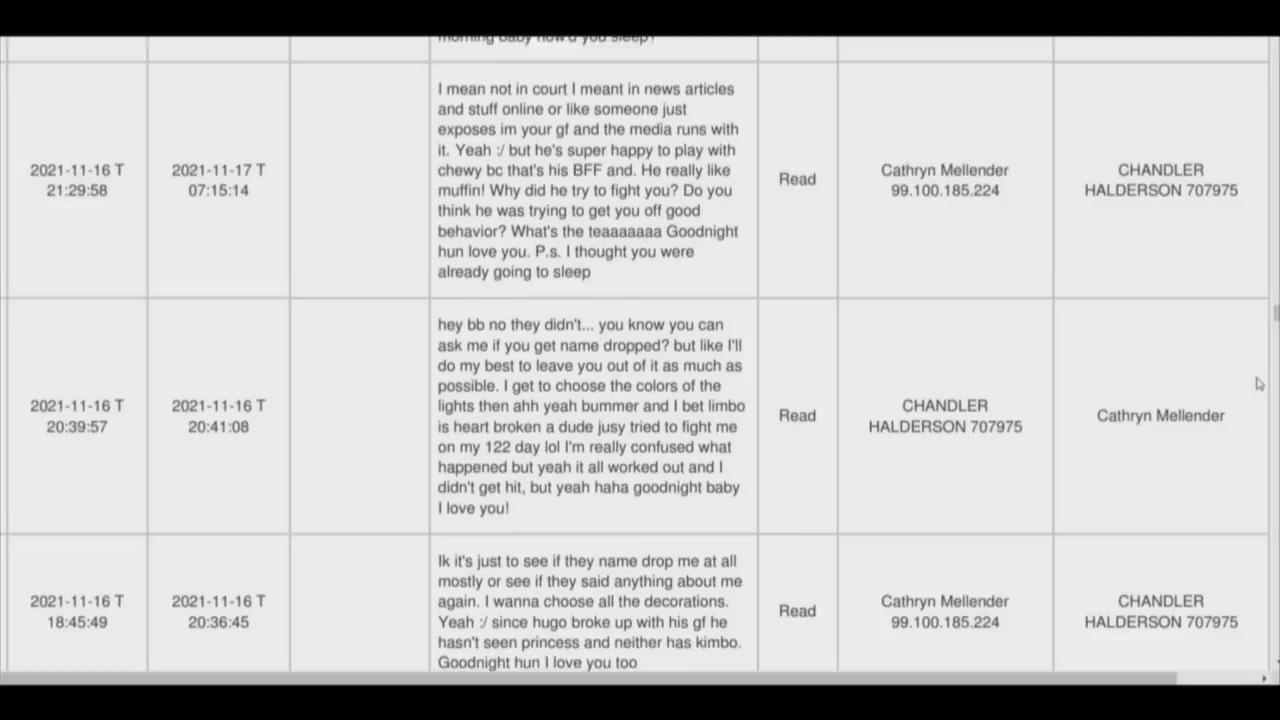 morning baby how'd you sleep?
2021-11-16 T
21:29:58
2021-11-17 T
07:15:14
I mean not in court I meant in news articles
and stuff online or like someone just
exposes im your gf and the media runs with
it. Yeah :/ but he's super happy to play with
chewy bc that's his BFF and. He really like
muffin! Why did he try to fight you? Do you
think he was trying to get you off good
behavior? What's the teaaaaaaa Goodnight
hun love you. P.s. I thought you were
already going to sleep
Read
Cathryn Mellender
99.100.185.224
CHANDLER
HALDERSON 707975
2021-11-16 T
20:39:57
2021-11-16 T
20:41:08
hey bb no they didn't... you know you can
ask me if you get name dropped? but like I'll
do my best to leave you out of it as much as
possible. I get to choose the colors of the
lights then ahh yeah bummer and I bet limbo
is heart broken a dude jusy tried to fight me
on my 122 day lol I'm really confused what
happened but yeah it all worked out and I
didn't get hit, but yeah haha goodnight baby
I love you!
Read
CHANDLER
HALDERSON 707975
Cathryn Mellender
2021-11-16 T
18:45:49
2021-11-16 T
20:36:45
Ik it's just to see if they name drop me at all
mostly or see if they said anything about me
again. I wanna choose all the decorations.
Yeah :/ since hugo broke up with his gf he
hasn't seen princess and neither has kimbo.
Goodnight hun I love you too
Read
Cathryn Mellender
99.100.185.224
CHANDLER
HALDERSON 707975